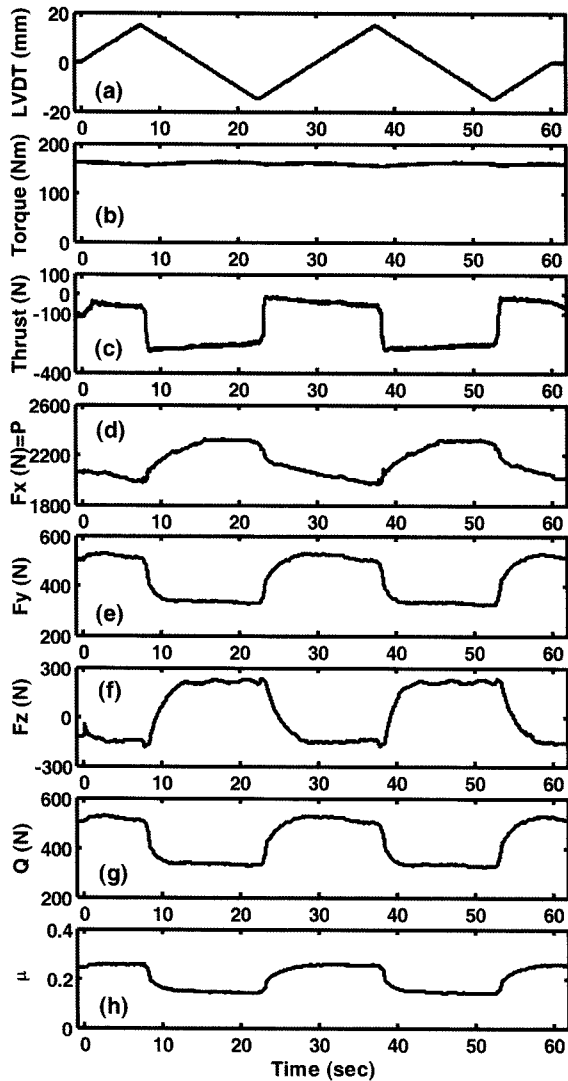 LVDT (mm)
20
0
-20
(a)
0 10 20 30 40 50 60
Torque (Nm)
200
100
0
(b)
0 10 20 30 40 50 60
Thrust (N)
100
0
-100
-400
(c)
0 10 20 30 40 50 60
Fx (N)=P
2600
2200
1800
(d)
0 10 20 30 40 50 60
Fy (N)
600
400
200
(e)
0 10 20 30 40 50 60
Fz (N)
300
0
-300
(f)
0 10 20 30 40 50 60
Q (N)
600
400
200
(g)
0 10 20 30 40 50 60
μ
0.4
0.2
0
(h)
0 10 20 30 40 50 60
Time (sec)